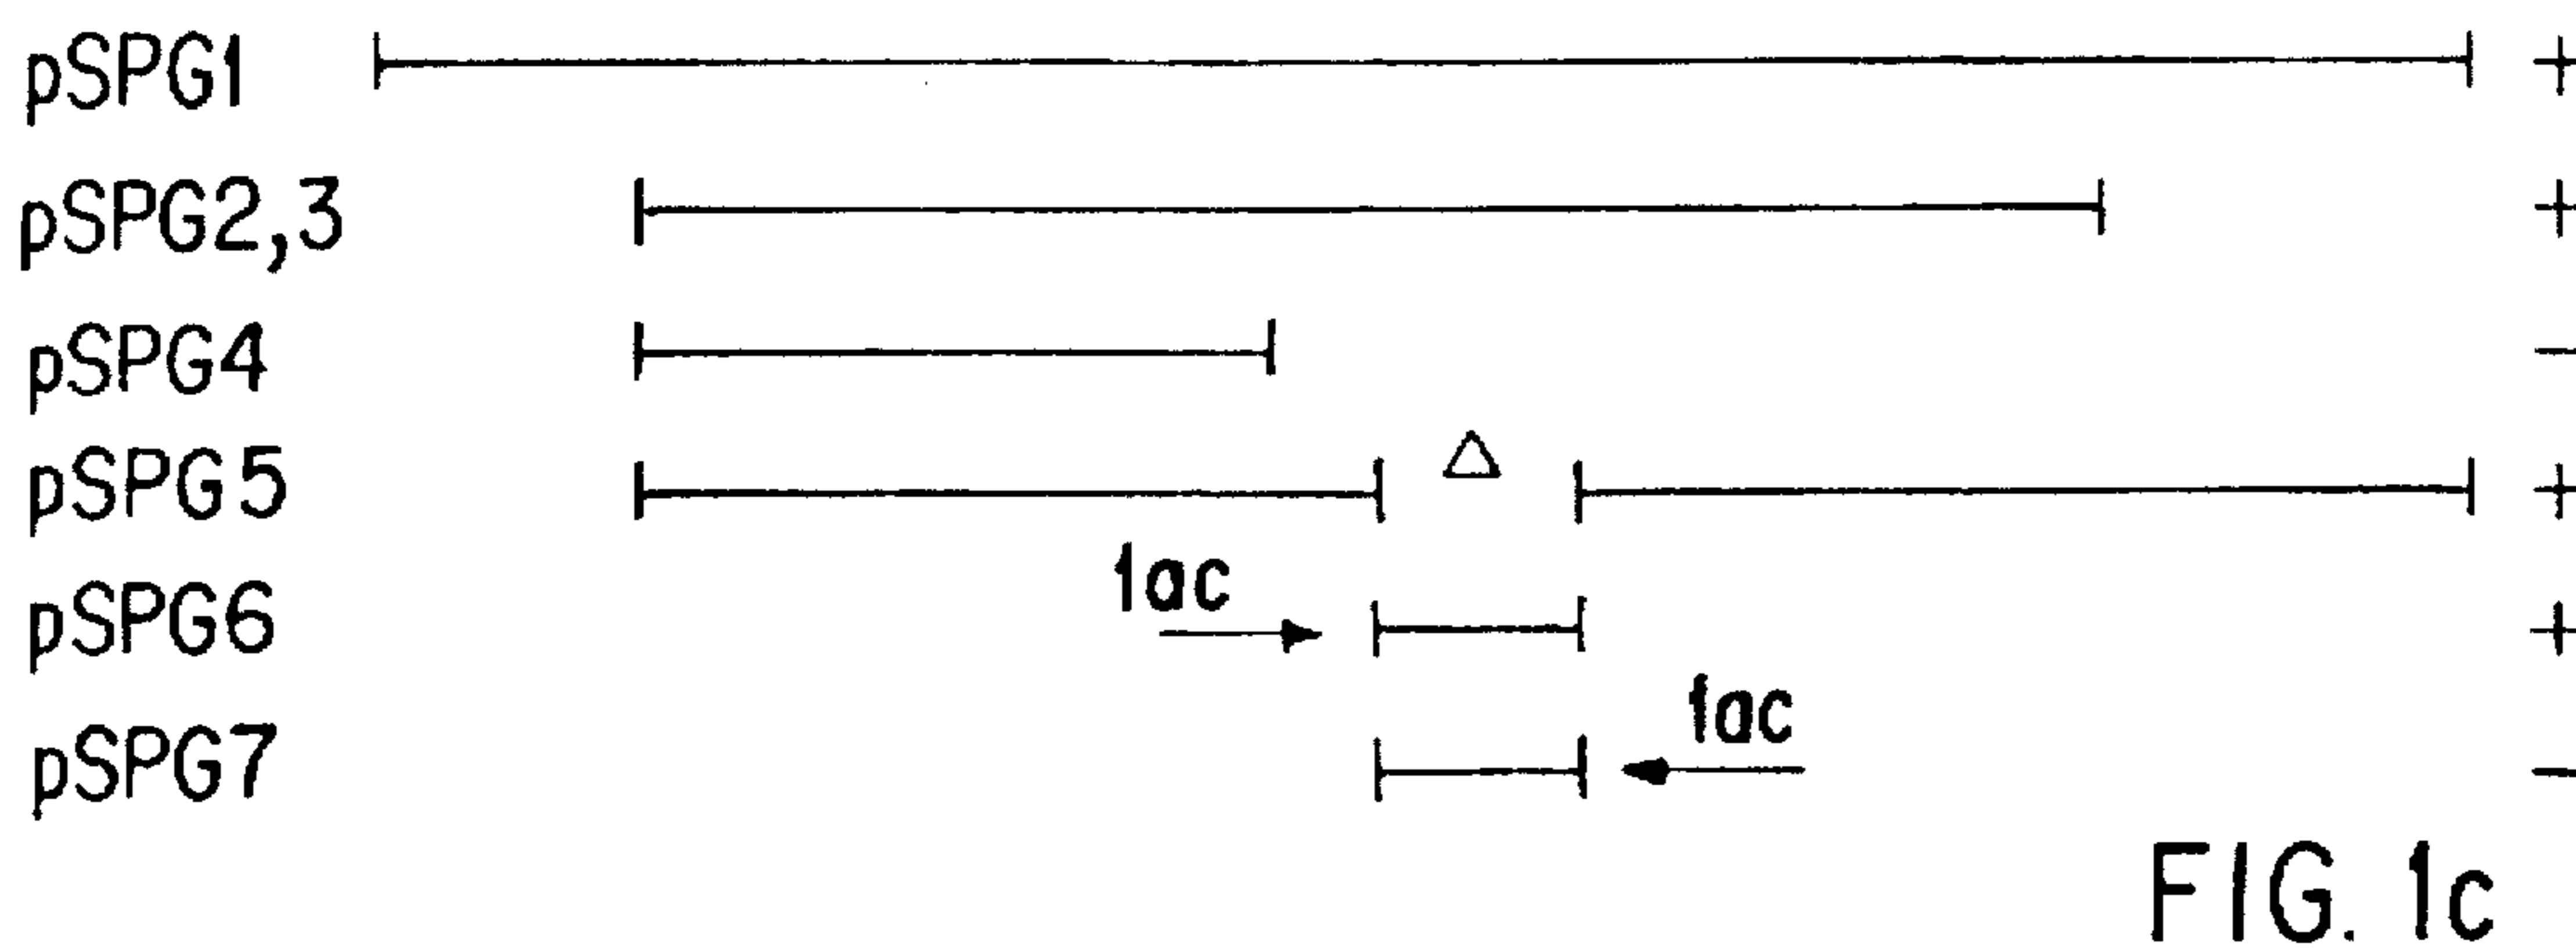 pSPG1 +
pSPG2,3 +
pSPG4 −
Δ
pSPG5 +
lac
pSPG6 +
lac
pSPG7 −
FIG. 1c